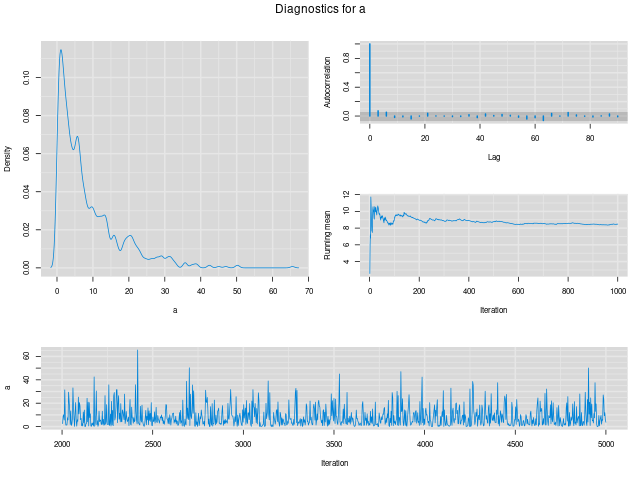 Diagnostics for a
Density
0.00 0.02 0.04 0.06 0.08 0.10
0 10 20 30 40 50 60 70
a
Autocorrelation
0.0 0.4 0.8
0 20 40 60 80
Lag
Running mean
4 6 8 10 12
0 200 400 600 800 1000
Iteration
a
0 20 40 60
2000 2500 3000 3500 4000 4500 5000
Iteration